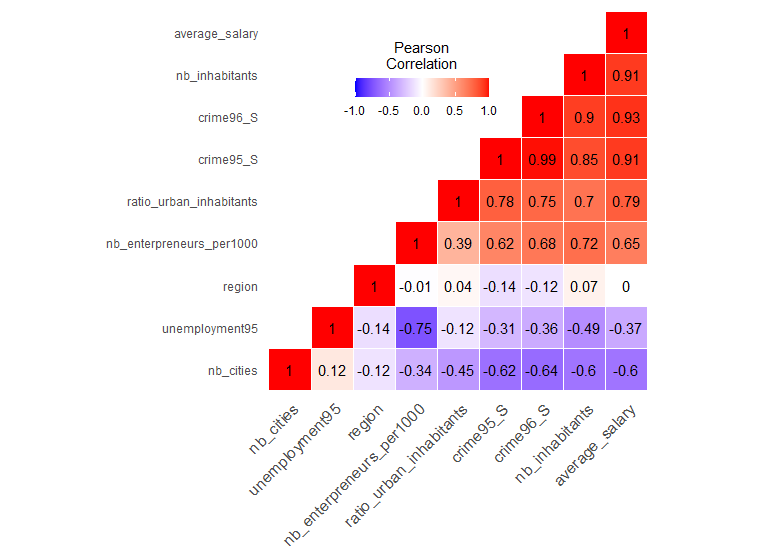 average_salary 1
Pearson
Correlation
-1.0 -0.5 0.0 0.5 1.0
nb_inhabitants 1 0.91
crime96_S 1 0.9 0.93
crime95_S 1 0.99 0.85 0.91
ratio_urban_inhabitants 1 0.78 0.75 0.7 0.79
nb_enterpreneurs_per1000 1 0.39 0.62 0.68 0.72 0.65
region 1 -0.01 0.04 -0.14 -0.12 0.07 0
unemployment95 1 -0.14 -0.75 -0.12 -0.31 -0.36 -0.49 -0.37
nb_cities 1 0.12 -0.12 -0.34 -0.45 -0.62 -0.64 -0.6 -0.6
nb_cities
unemployment95
region
nb_enterpreneurs_per1000
ratio_urban_inhabitants
crime95_S
crime96_S
nb_inhabitants
average_salary